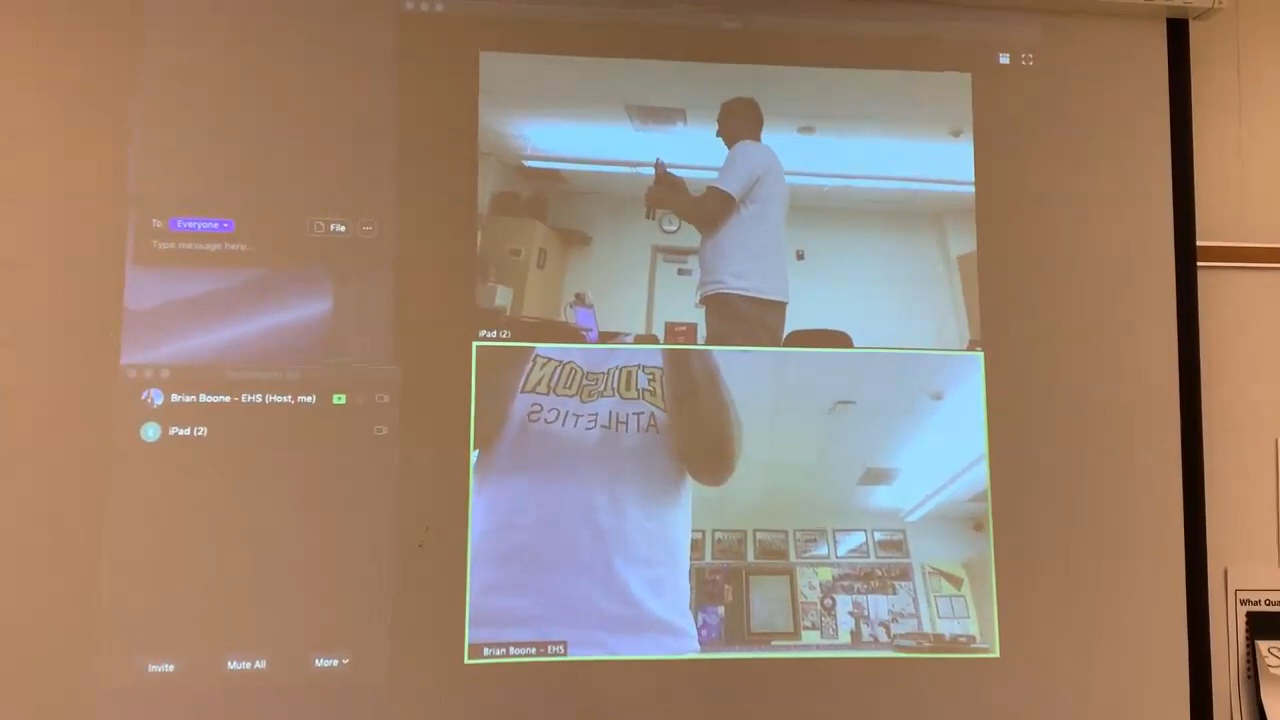 To: Everyone
File
Type message here...
Brian Boone - EHS (Host, me)
iPad (2)
Invite
Mute All
More
iPad (2)
EDISON
ATHLETICS
Brian Boone - EHS
What Qua
S